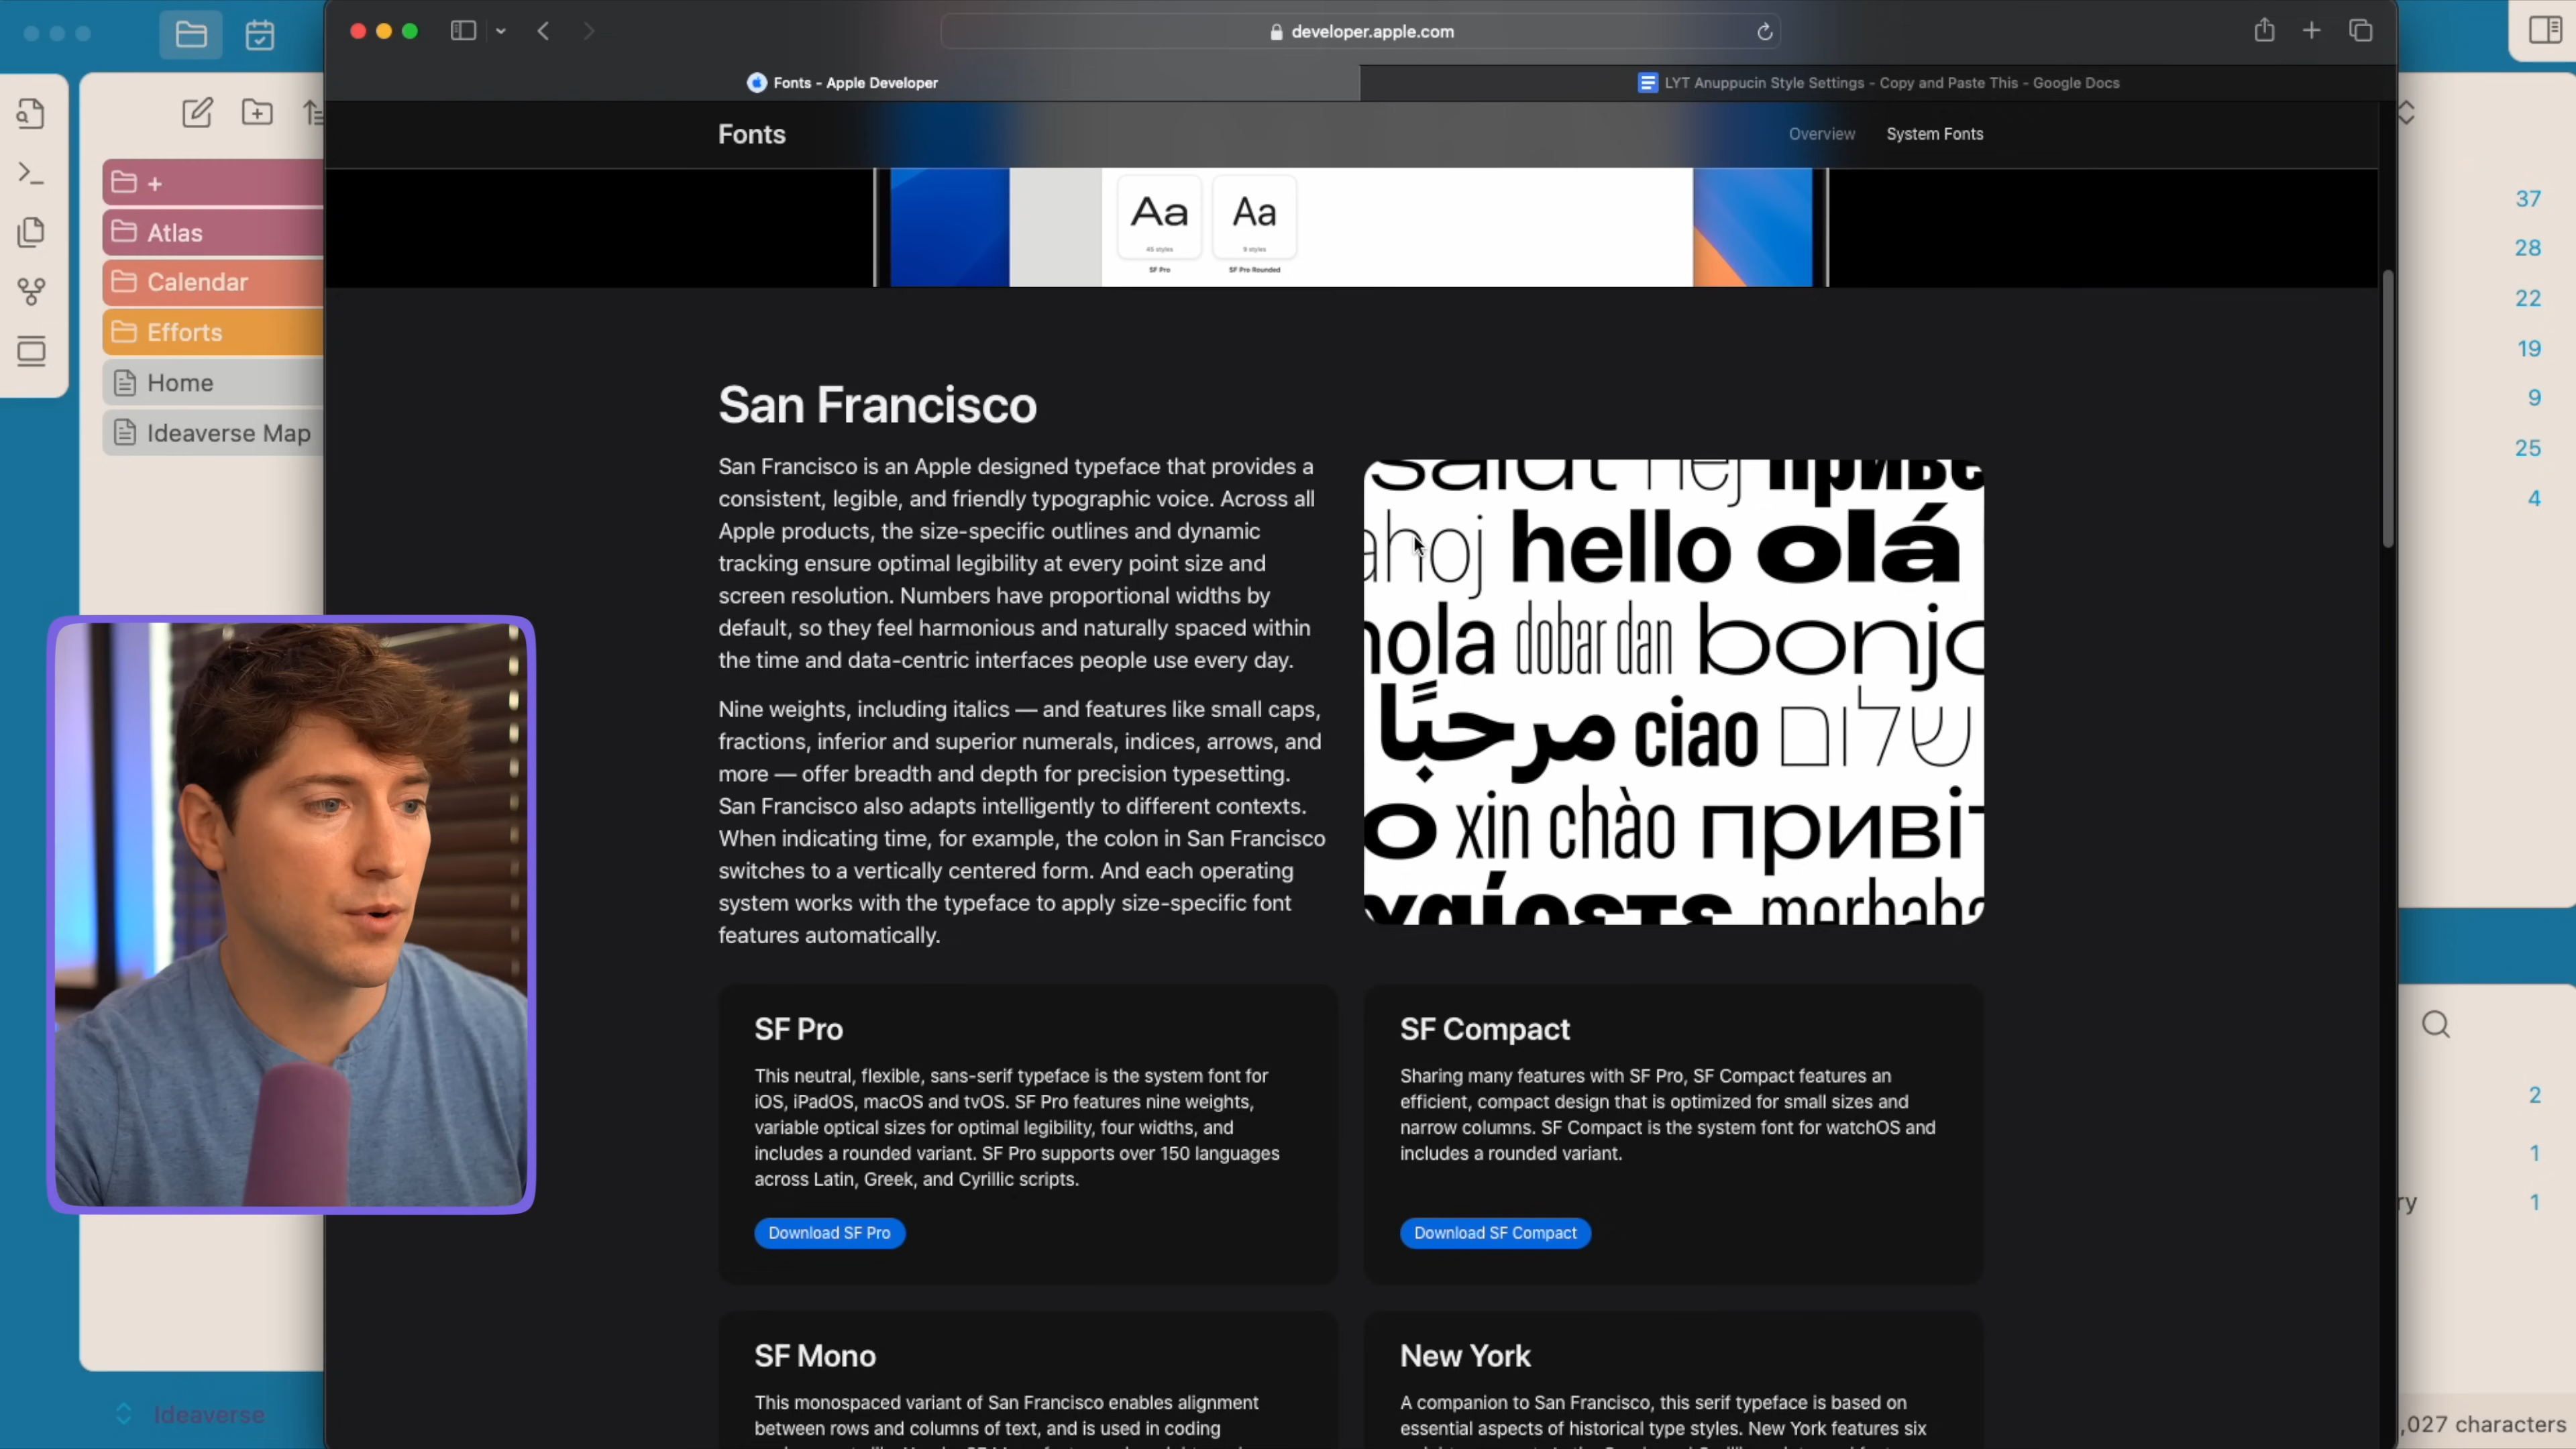 developer.apple.com
Fonts - Apple Developer
LYT Anuppucin Style Settings - Copy and Paste This - Google Docs
Fonts
Overview
System Fonts
+
Atlas
Calendar
Efforts
Home
Ideaverse Map
Aa
45 styles
SF Pro
Aa
9 styles
SF Pro Rounded
San Francisco
San Francisco is an Apple designed typeface that provides a
consistent, legible, and friendly typographic voice. Across all
Apple products, the size-specific outlines and dynamic
tracking ensure optimal legibility at every point size and
screen resolution. Numbers have proportional widths by
default, so they feel harmonious and naturally spaced within
the time and data-centric interfaces people use every day.
Nine weights, including italics — and features like small caps,
fractions, inferior and superior numerals, indices, arrows, and
more — offer breadth and depth for precision typesetting.
San Francisco also adapts intelligently to different contexts.
When indicating time, for example, the colon in San Francisco
switches to a vertically centered form. And each operating
system works with the typeface to apply size-specific font
features automatically.
salut hej приве
ahoj hello olá
hola dobar dan bonjo
مرحبًا ciao שלום
o xin chào привіт
merhaba
SF Pro
This neutral, flexible, sans-serif typeface is the system font for
iOS, iPadOS, macOS and tvOS. SF Pro features nine weights,
variable optical sizes for optimal legibility, four widths, and
includes a rounded variant. SF Pro supports over 150 languages
across Latin, Greek, and Cyrillic scripts.
Download SF Pro
SF Compact
Sharing many features with SF Pro, SF Compact features an
efficient, compact design that is optimized for small sizes and
narrow columns. SF Compact is the system font for watchOS and
includes a rounded variant.
Download SF Compact
SF Mono
This monospaced variant of San Francisco enables alignment
between rows and columns of text, and is used in coding
New York
A companion to San Francisco, this serif typeface is based on
essential aspects of historical type styles. New York features six
37
28
22
19
9
25
4
2
1
ry 1
Ideaverse
,027 characters